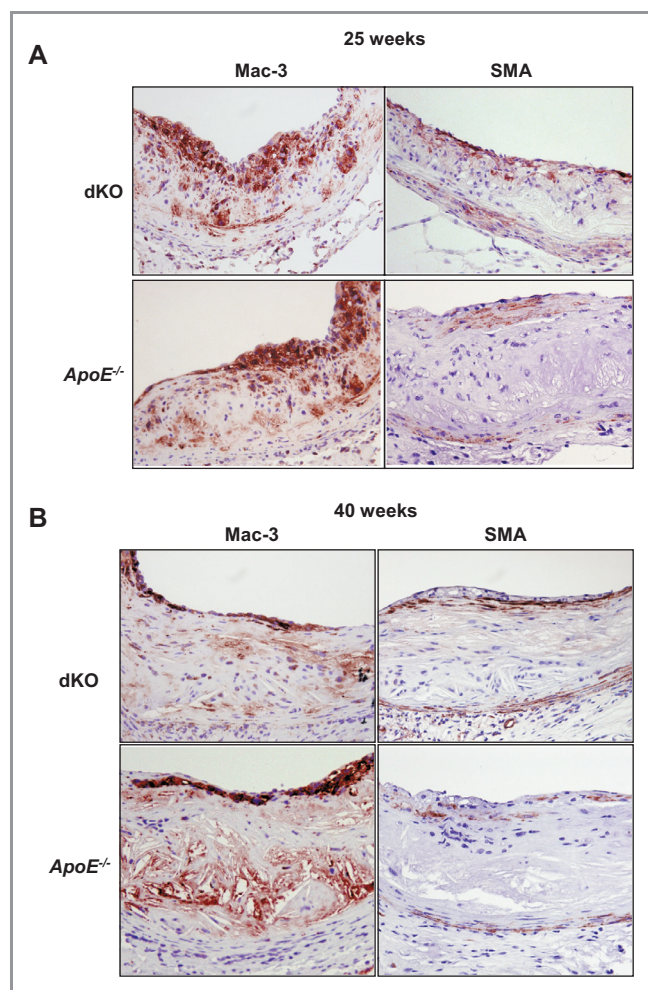 25 weeks
A
Mac-3 SMA
dKO
ApoE-/-
40 weeks
B
Mac-3 SMA
dKO
ApoE-/-